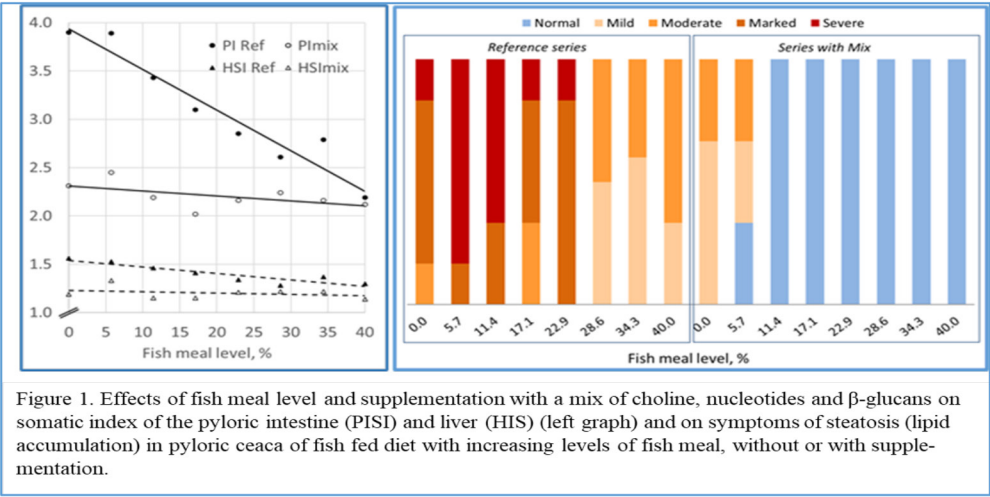 4.0
3.5
3.0
2.5
2.0
1.5
1.0
● PI Ref ○ PImix
▲ HSI Ref △ HSImix
0 5 10 15 20 25 30 35 40
Fish meal level, %
Normal Mild Moderate Marked Severe
Reference series Series with Mix
0.0 5.7 11.4 17.1 22.9 28.6 34.3 40.0 0.0 5.7 11.4 17.1 22.9 28.6 34.3 40.0
Fish meal level, %
Figure 1. Effects of fish meal level and supplementation with a mix of choline, nucleotides and β-glucans on
somatic index of the pyloric intestine (PISI) and liver (HIS) (left graph) and on symptoms of steatosis (lipid
accumulation) in pyloric ceaca of fish fed diet with increasing levels of fish meal, without or with supple-
mentation.